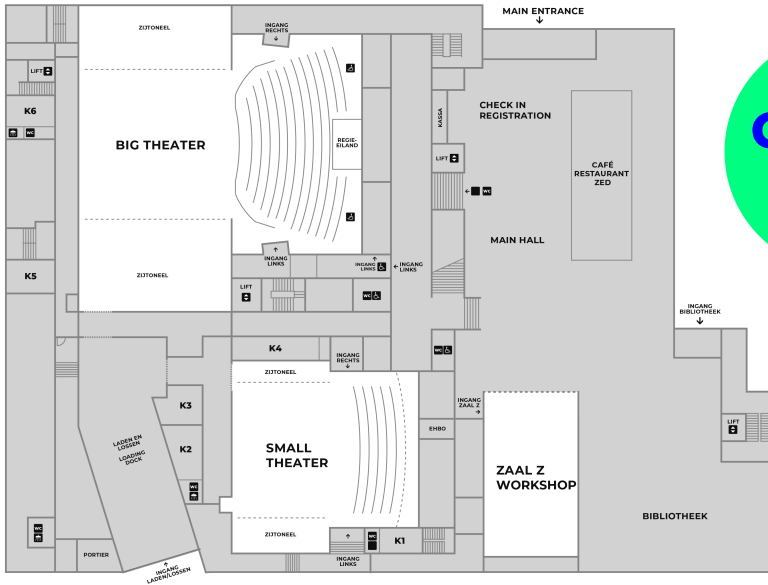 MAIN ENTRANCE
ZIJTONEEL
INGANG
RECHTS
LIFT
K6
WC
BIG THEATER
REGIE-
EILAND
KASSA
CHECK IN
REGISTRATION
LIFT
WC
CAFÉ
RESTAURANT
ZED
MAIN HALL
K5
ZIJTONEEL
INGANG
LINKS
INGANG
LINKS
INGANG
LINKS
LIFT
WC
INGANG
BIBLIOTHEEK
K4
INGANG
RECHTS
WC
ZIJTONEEL
K3
INGANG
ZAAL Z
EHBO
LIFT
K2
LADEN EN
LOSSEN
LOADING
DOCK
SMALL
THEATER
ZAAL Z
WORKSHOP
WC
BIBLIOTHEEK
WC
ZIJTONEEL
WC
K1
PORTIER
INGANG
LINKS
INGANG
LADEN/LOSSEN